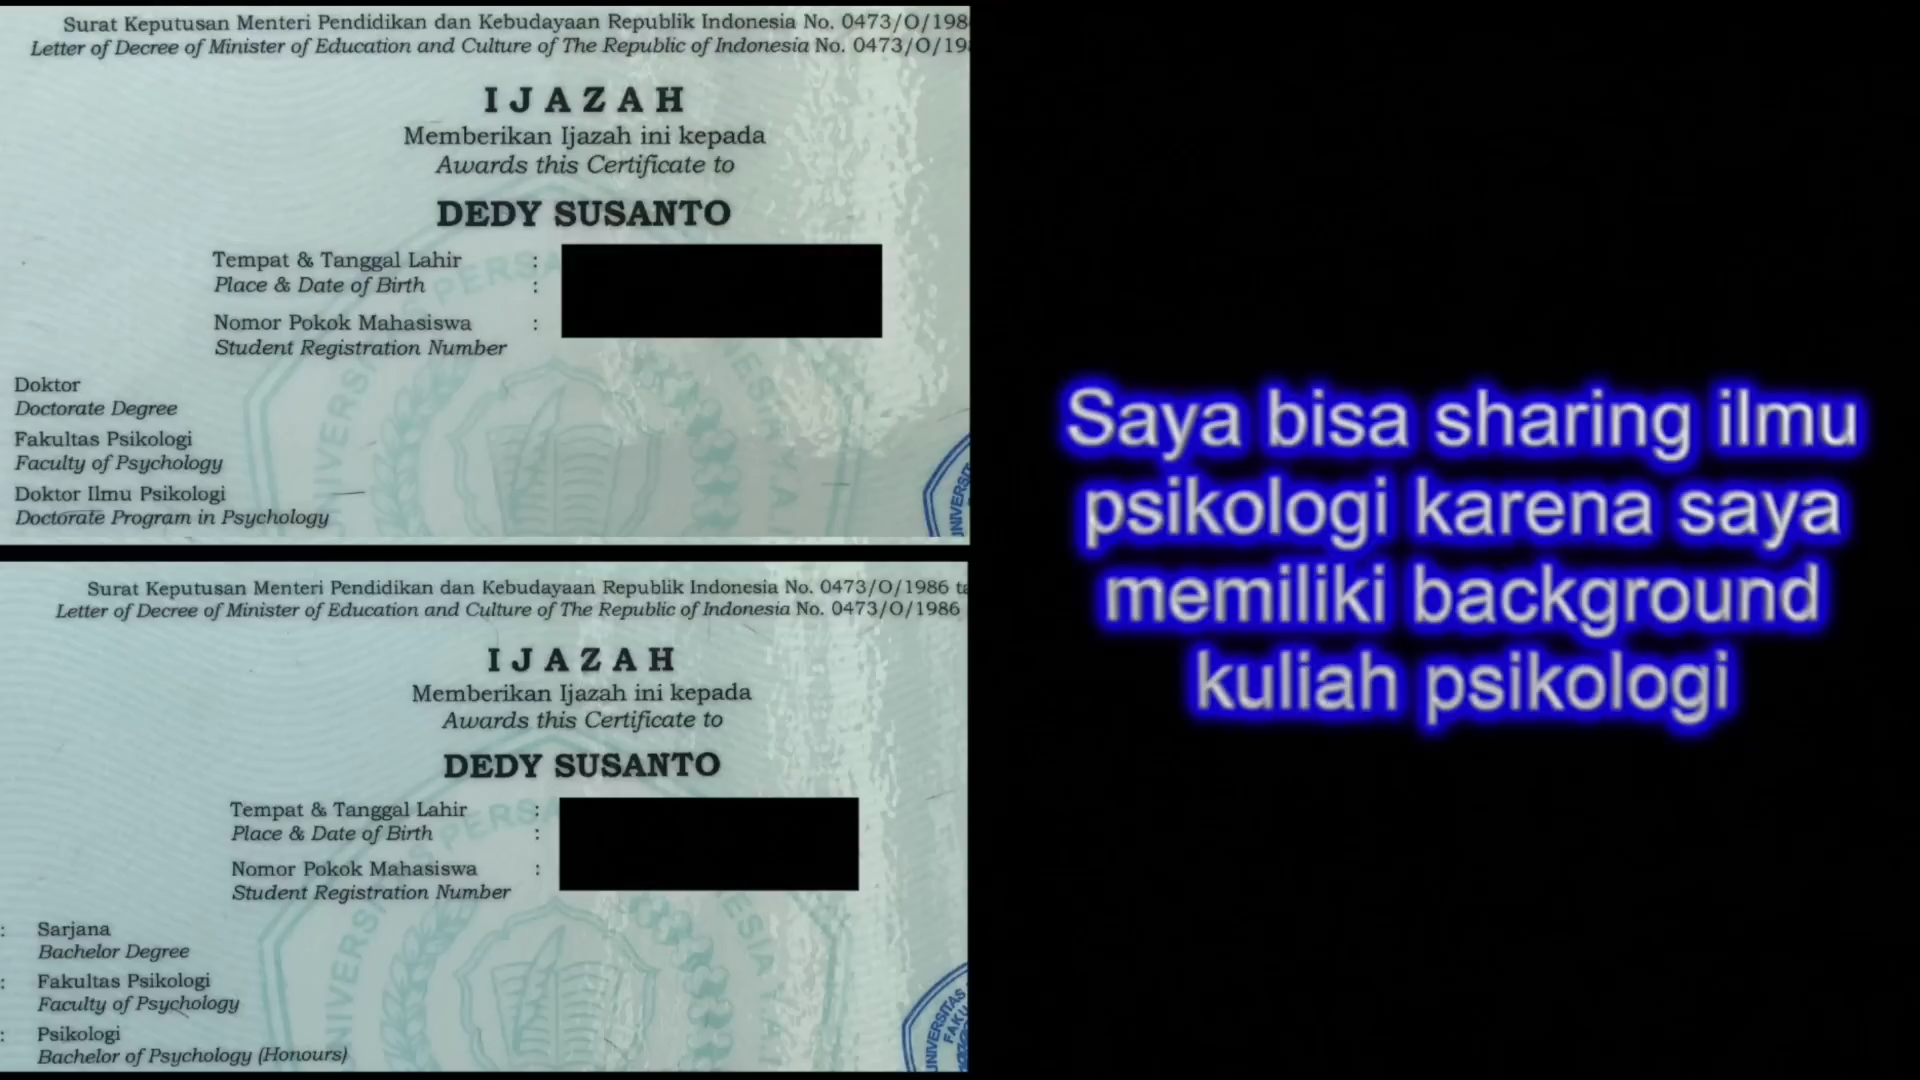 Surat Keputusan Menteri Pendidikan dan Kebudayaan Republik Indonesia No. 0473/O/198
Letter of Decree of Minister of Education and Culture of The Republic of Indonesia No. 0473/O/19
IJAZAH
Memberikan Ijazah ini kepada
Awards this Certificate to
DEDY SUSANTO
Tempat & Tanggal Lahir :
Place & Date of Birth :
Nomor Pokok Mahasiswa :
Student Registration Number
Doktor
Doctorate Degree
Fakultas Psikologi
Faculty of Psychology
Doktor Ilmu Psikologi
Doctorate Program in Psychology
Surat Keputusan Menteri Pendidikan dan Kebudayaan Republik Indonesia No. 0473/O/1986 ta
Letter of Decree of Minister of Education and Culture of The Republic of Indonesia No. 0473/O/1986
IJAZAH
Memberikan Ijazah ini kepada
Awards this Certificate to
DEDY SUSANTO
Tempat & Tanggal Lahir :
Place & Date of Birth :
Nomor Pokok Mahasiswa :
Student Registration Number
: Sarjana
Bachelor Degree
: Fakultas Psikologi
Faculty of Psychology
: Psikologi
Bachelor of Psychology (Honours)
Saya bisa sharing ilmu
psikologi karena saya
memiliki background
kuliah psikologi